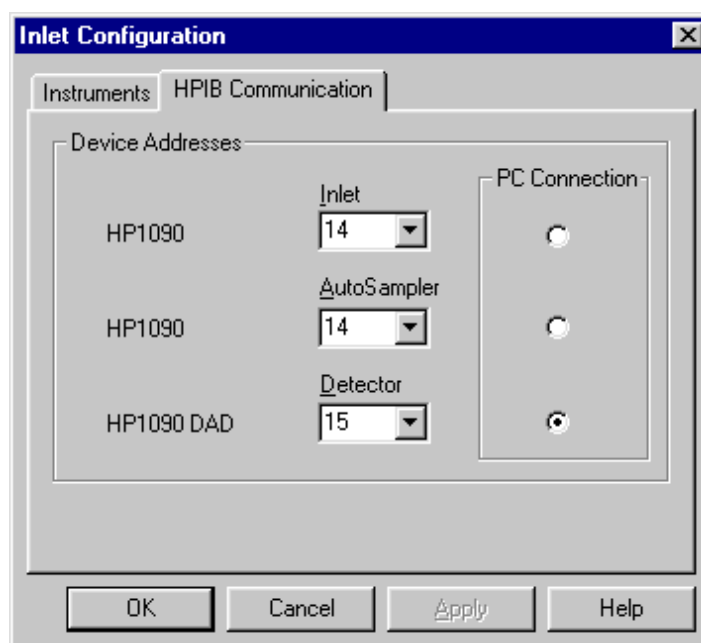 Inlet Configuration
Instruments
HPIB Communication
Device Addresses
PC Connection
Inlet
HP1090
14
AutoSampler
HP1090
14
Detector
HP1090 DAD
15
OK
Cancel
Apply
Help